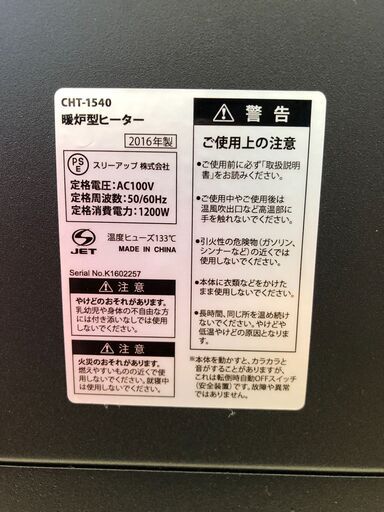 CHT-1540
暖炉型ヒーター
2016年製
PSE
スリーアップ 株式会社
定格電圧:AC100V
定格周波数:50/60Hz
定格消費電力:1200W
JET
温度ヒューズ133℃
MADE IN CHINA
Serial No.K1602257
注意
やけどのおそれがあります。
乳幼児や身体の不自由な方
には付き添いなしでは使用
しないでください。
注意
火災のおそれがあります。
燃えやすいものの近くで使
用しないでください。就寝中
は使用しないでください。
警告
ご使用上の注意
●ご使用前に必ず「取扱説明
書」をお読みください。
●ご使用中やご使用後は
温風吹出口など高温部に
手を触れないでください。
●引火性の危険物(ガソリン、
シンナーなど)の近くで
使用しないでください。
●本体に衣類などをかけた
まま使用しないでください。
●長時間、同じ所を温め続け
ないでください。やけどや低
温やけどの原因となります。
※本体を動かすと、カラカラと
音がすることがありますが、
これは転倒時自動OFFスイッチ
(安全装置)です。故障や異常
ではありません。